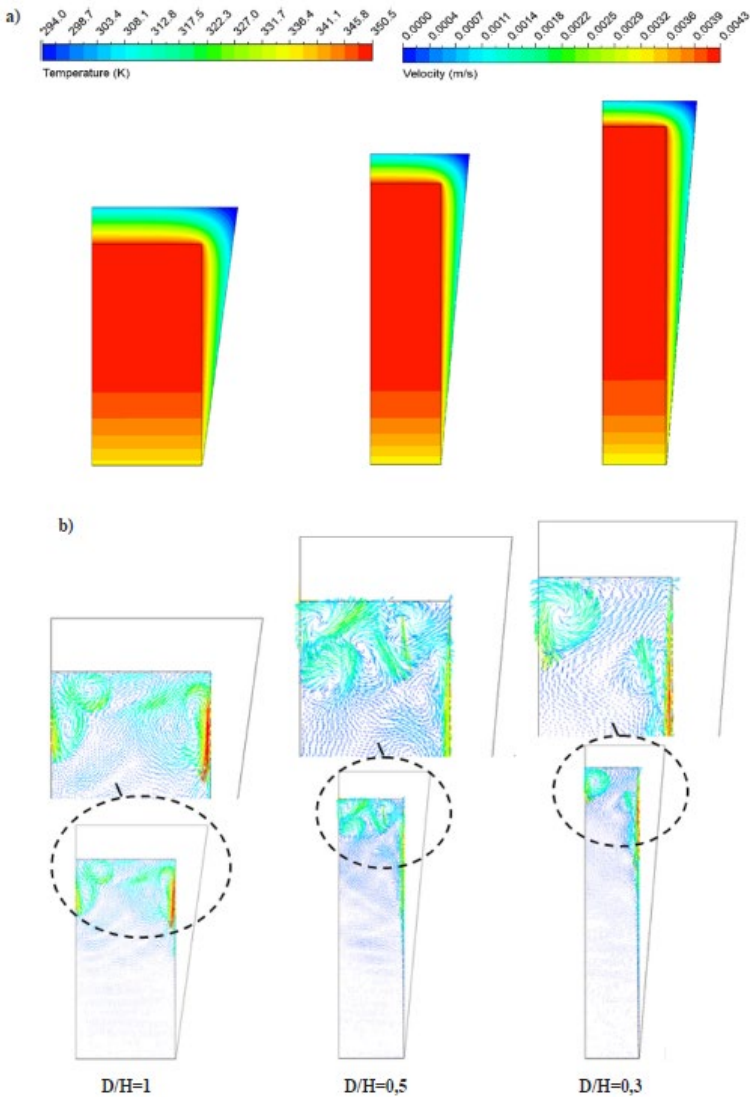 a)
294.0 298.7 303.4 308.1 312.8 317.5 322.3 327.0 331.7 336.4 341.1 345.8 350.5
Temperature (K)
0.0000 0.0004 0.0007 0.0011 0.0014 0.0018 0.0022 0.0025 0.0029 0.0032 0.0036 0.0039 0.0043
Velocity (m/s)
b)
D/H=1
D/H=0,5
D/H=0,3